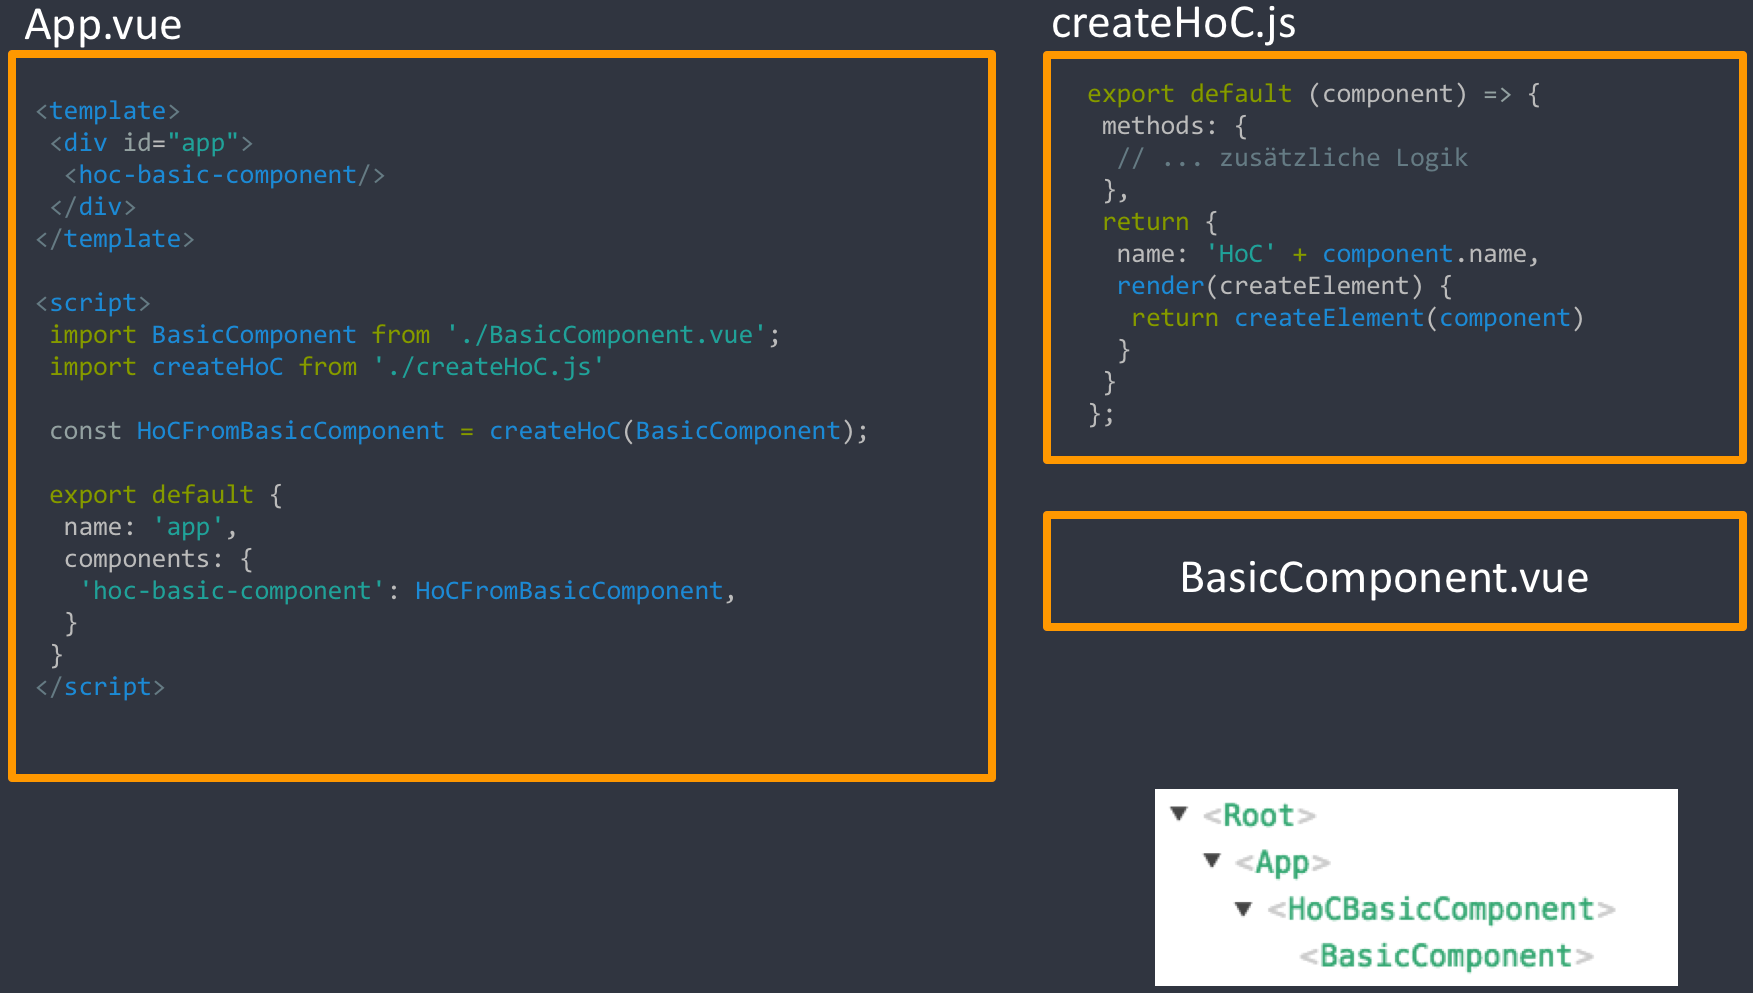 App.vue
<template>
<div id="app">
<hoc-basic-component/>
</div>
</template>
<script>
import BasicComponent from './BasicComponent.vue';
import createHoC from './createHoC.js'
const HoCFromBasicComponent = createHoC(BasicComponent);
export default {
name: 'app',
components: {
'hoc-basic-component': HoCFromBasicComponent,
}
}
</script>
createHoC.js
export default (component) => {
methods: {
// ... zusätzliche Logik
},
return {
name: 'HoC' + component.name,
render(createElement) {
return createElement(component)
}
}
};
BasicComponent.vue
<Root>
<App>
<HoCBasicComponent>
<BasicComponent>